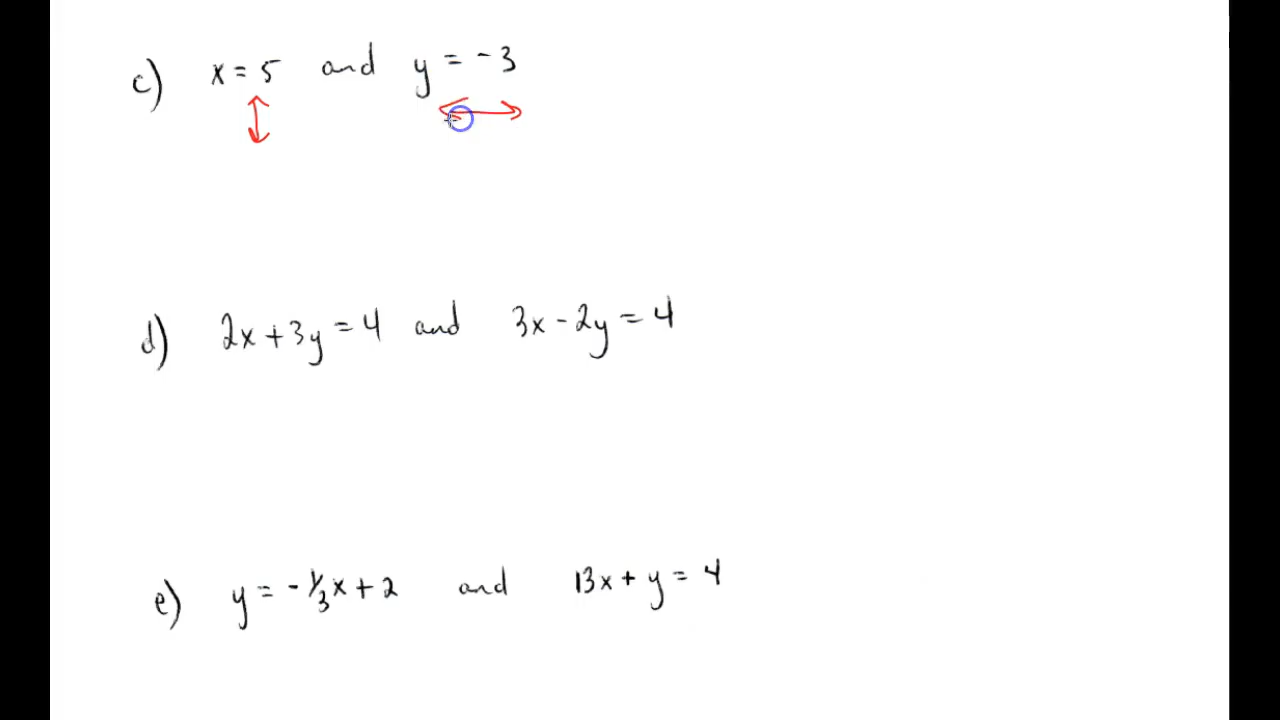 c) x = 5 and y = -3
d) 2x + 3y = 4 and 3x - 2y = 4
e) y = -1/3x + 2 and 13x + y = 4